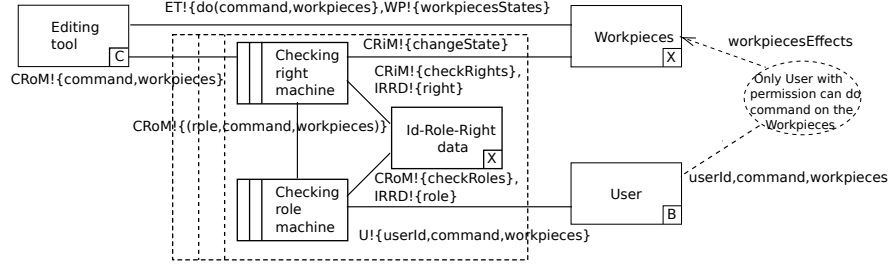 ET!{do(command,workpieces},WP!{workpiecesStates}
Editing
tool
C
CRoM!{command,workpieces}
Checking
right
machine
CRiM!{changeState}
CRiM!{checkRights},
IRRD!{right}
Workpieces
X
workpiecesEffects
Only User with
permission can do
command on the
Workpieces
CRoM!{(role,command,workpieces)}
Id-Role-Right
data
X
Checking
role
machine
CRoM!{checkRoles},
IRRD!{role}
User
B
userId,command,workpieces
U!{userId,command,workpieces}